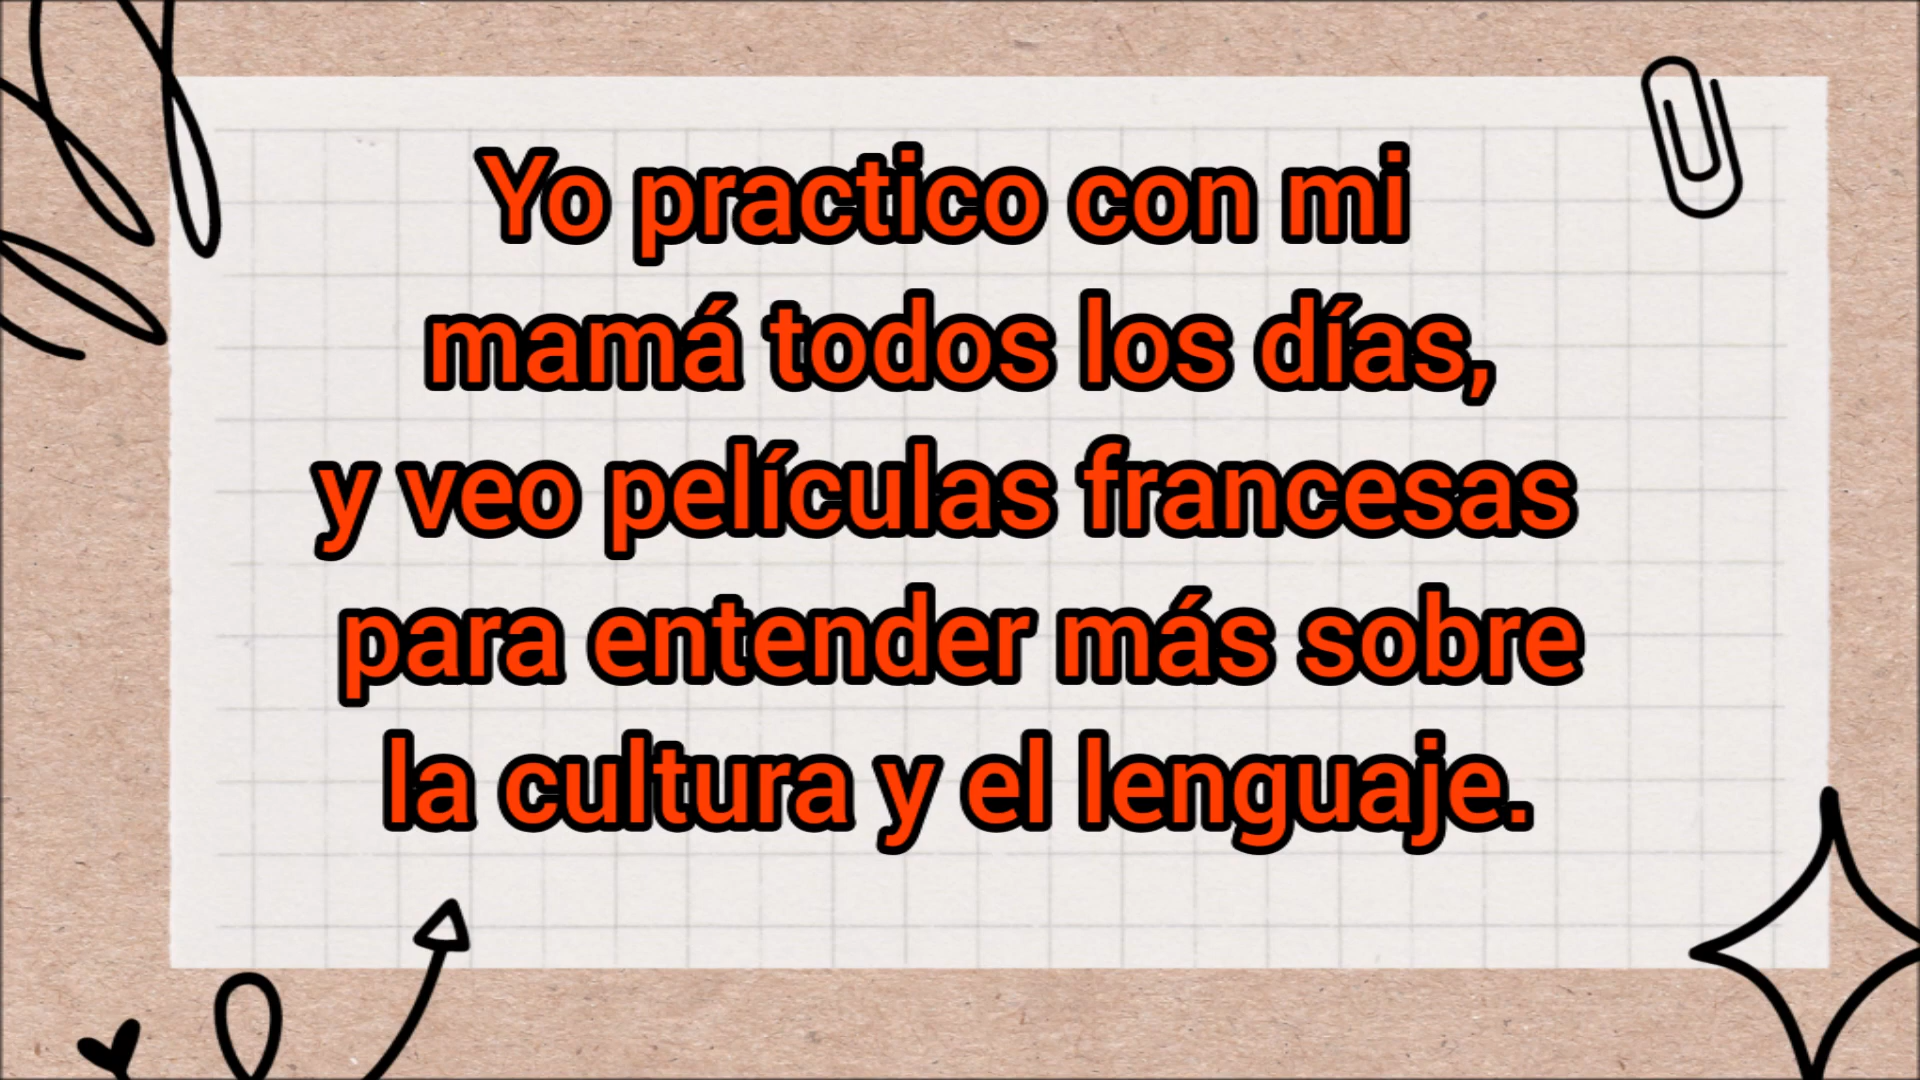 Yo practico con mi
mamá todos los días,
y veo películas francesas
para entender más sobre
la cultura y el lenguaje.